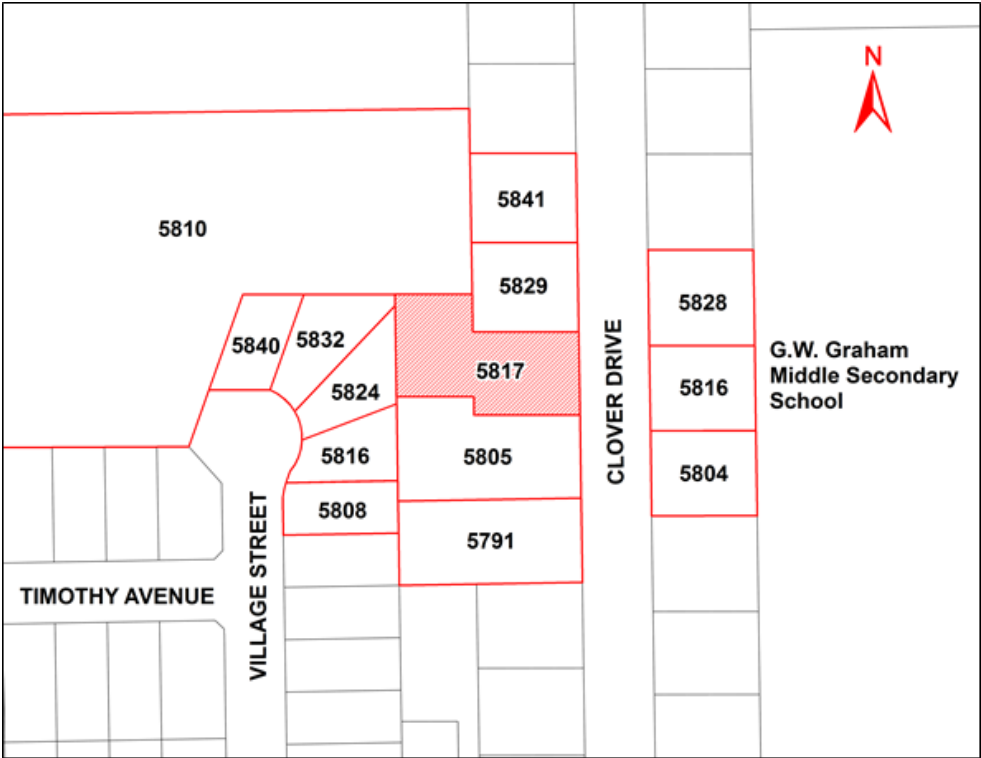 N
5841
5810
5829
5828
5832
5840
G.W. Graham
Middle Secondary
School
5817
5816
5824
CLOVER DRIVE
5816
5805
5804
5808
5791
VILLAGE STREET
TIMOTHY AVENUE